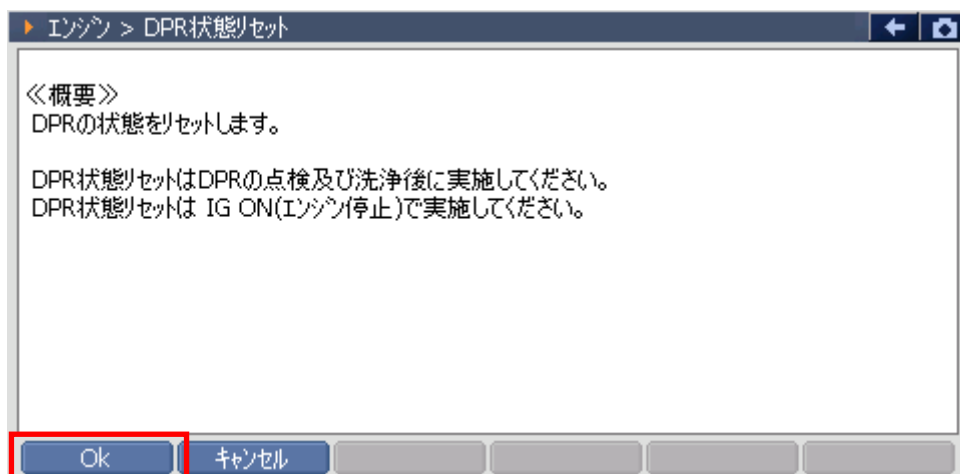 エンジン > DPR状態リセット
≪概要≫
DPRの状態をリセットします。
DPR状態リセットはDPRの点検及び洗浄後に実施してください。
DPR状態リセットは IG ON(エンジン停止)で実施してください。
Ok
キャンセル